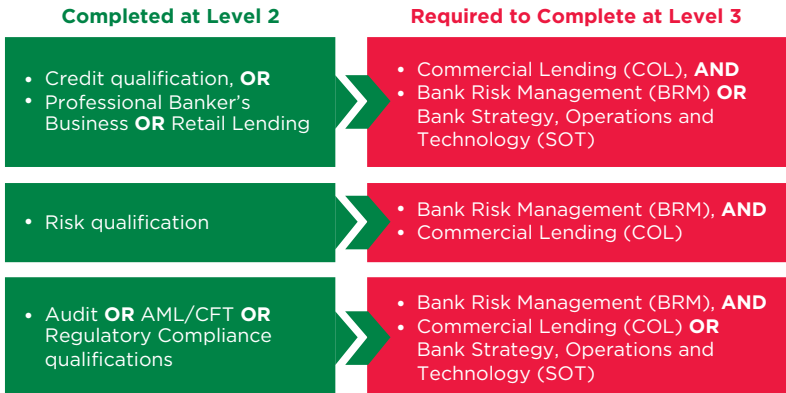 Completed at Level 2
Required to Complete at Level 3
• Credit qualification, OR
• Professional Banker's
Business OR Retail Lending
• Commercial Lending (COL), AND
• Bank Risk Management (BRM) OR
Bank Strategy, Operations and
Technology (SOT)
• Risk qualification
• Bank Risk Management (BRM), AND
• Commercial Lending (COL)
• Audit OR AML/CFT OR
Regulatory Compliance
qualifications
• Bank Risk Management (BRM), AND
• Commercial Lending (COL) OR
Bank Strategy, Operations and
Technology (SOT)